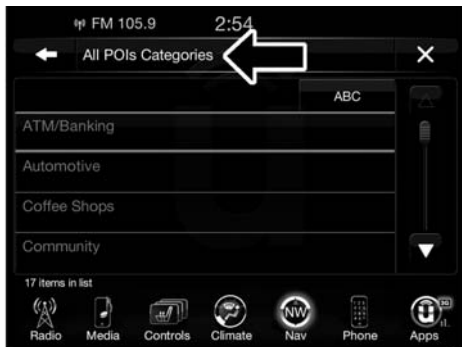 FM 105.9 2:54
All POIs Categories
ABC
ATM/Banking
Automotive
Coffee Shops
Community
17 items in list
NW
3G
Radio Media Controls Climate Nav Phone Apps